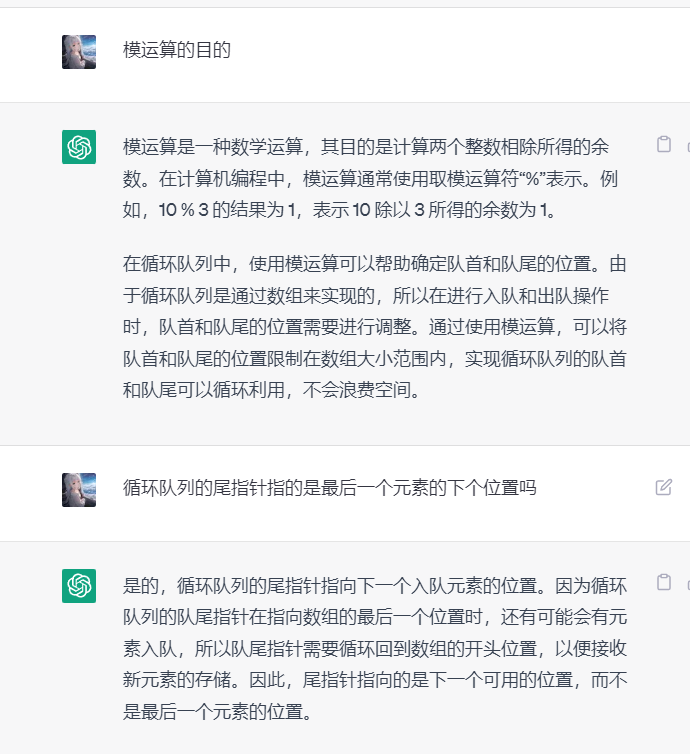 模运算的目的
模运算是一种数学运算，其目的是计算两个整数相除所得的余
数。在计算机编程中，模运算通常使用取模运算符“%”表示。例
如，10 % 3 的结果为 1，表示 10 除以 3 所得的余数为 1。
在循环队列中，使用模运算可以帮助确定队首和队尾的位置。由
于循环队列是通过数组来实现的，所以在进行入队和出队操作
时，队首和队尾的位置需要进行调整。通过使用模运算，可以将
队首和队尾的位置限制在数组大小范围内，实现循环队列的队首
和队尾可以循环利用，不会浪费空间。
循环队列的尾指针指的是最后一个元素的下个位置吗
是的，循环队列的尾指针指向下一个入队元素的位置。因为循环
队列的队尾指针在指向数组的最后一个位置时，还有可能会有元
素入队，所以队尾指针需要循环回到数组的开头位置，以便接收
新元素的存储。因此，尾指针指向的是下一个可用的位置，而不
是最后一个元素的位置。